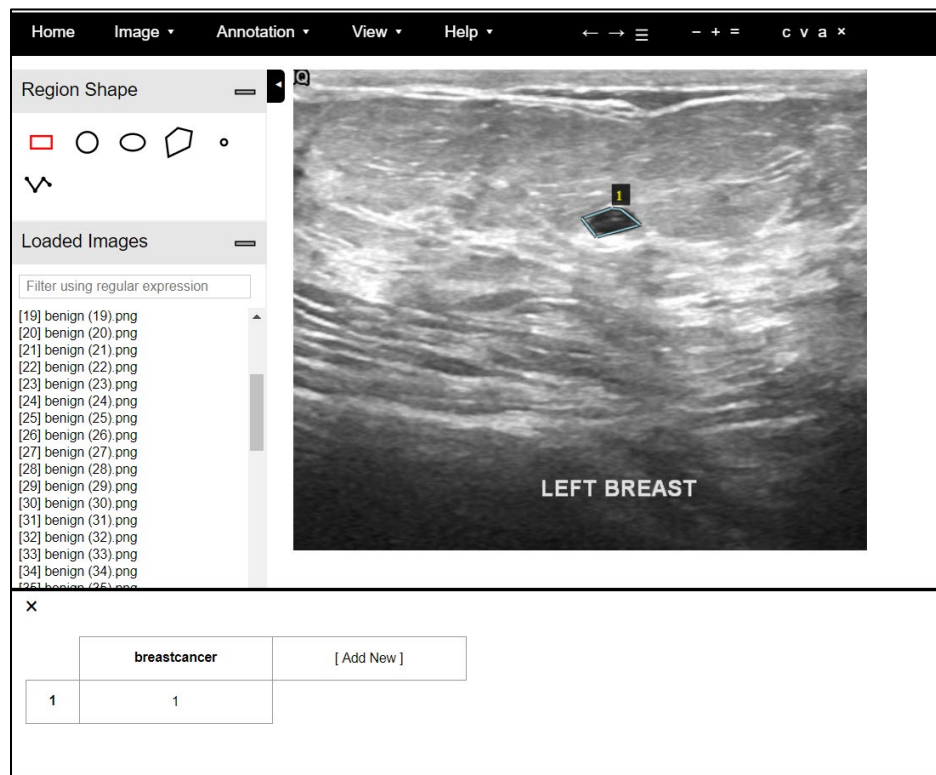 Home Image ▾ Annotation ▾ View ▾ Help ▾ ← → ☰ − + = c v a ×
Region Shape
Q
1
Loaded Images
Filter using regular expression
[19] benign (19).png
[20] benign (20).png
[21] benign (21).png
[22] benign (22).png
[23] benign (23).png
[24] benign (24).png
[25] benign (25).png
[26] benign (26).png
[27] benign (27).png
[28] benign (28).png
[29] benign (29).png
[30] benign (30).png
[31] benign (31).png
[32] benign (32).png
[33] benign (33).png
[34] benign (34).png
[35] benign (35).png
LEFT BREAST
×
breastcancer [ Add New ]
1 1